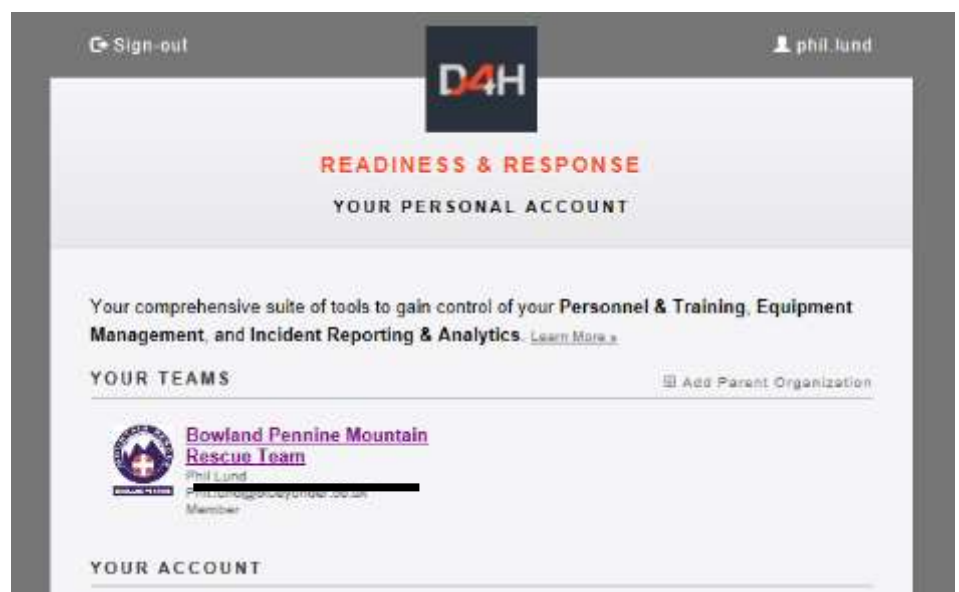 Sign-out
phil.lund
D4H
READINESS & RESPONSE
YOUR PERSONAL ACCOUNT
Your comprehensive suite of tools to gain control of your Personnel & Training, Equipment
Management, and Incident Reporting & Analytics. Learn More »
YOUR TEAMS
Add Parent Organization
Bowland Pennine Mountain
Rescue Team
Phil Lund
Member
YOUR ACCOUNT